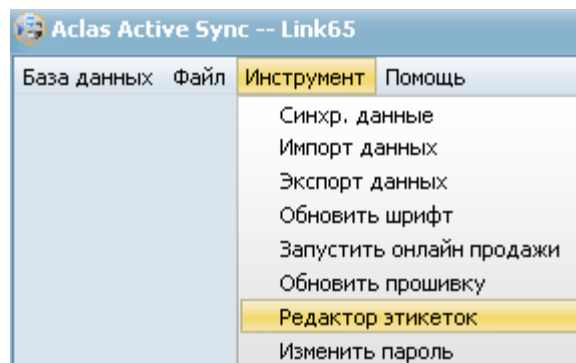 Aclas Active Sync -- Link65
База данных Файл Инструмент Помощь
Синхр. данные
Импорт данных
Экспорт данных
Обновить шрифт
Запустить онлайн продажи
Обновить прошивку
Редактор этикеток
Изменить пароль